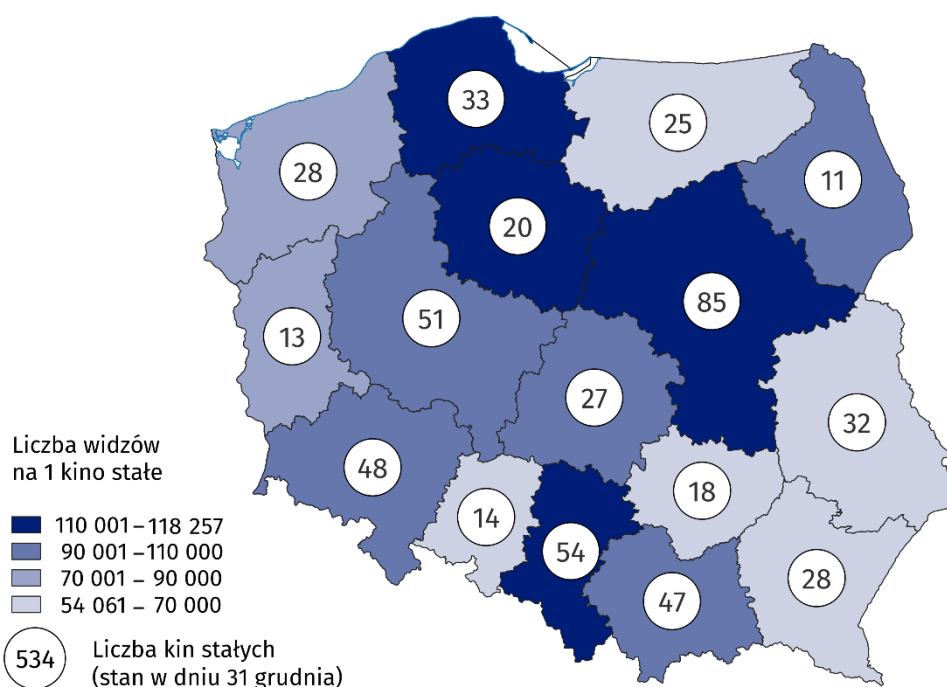 33
25
28
11
20
85
51
13
27
32
48
18
14
54
28
47
Liczba widzów
na 1 kino stałe
110 001 – 118 257
90 001 – 110 000
70 001 – 90 000
54 061 – 70 000
534
Liczba kin stałych
(stan w dniu 31 grudnia)